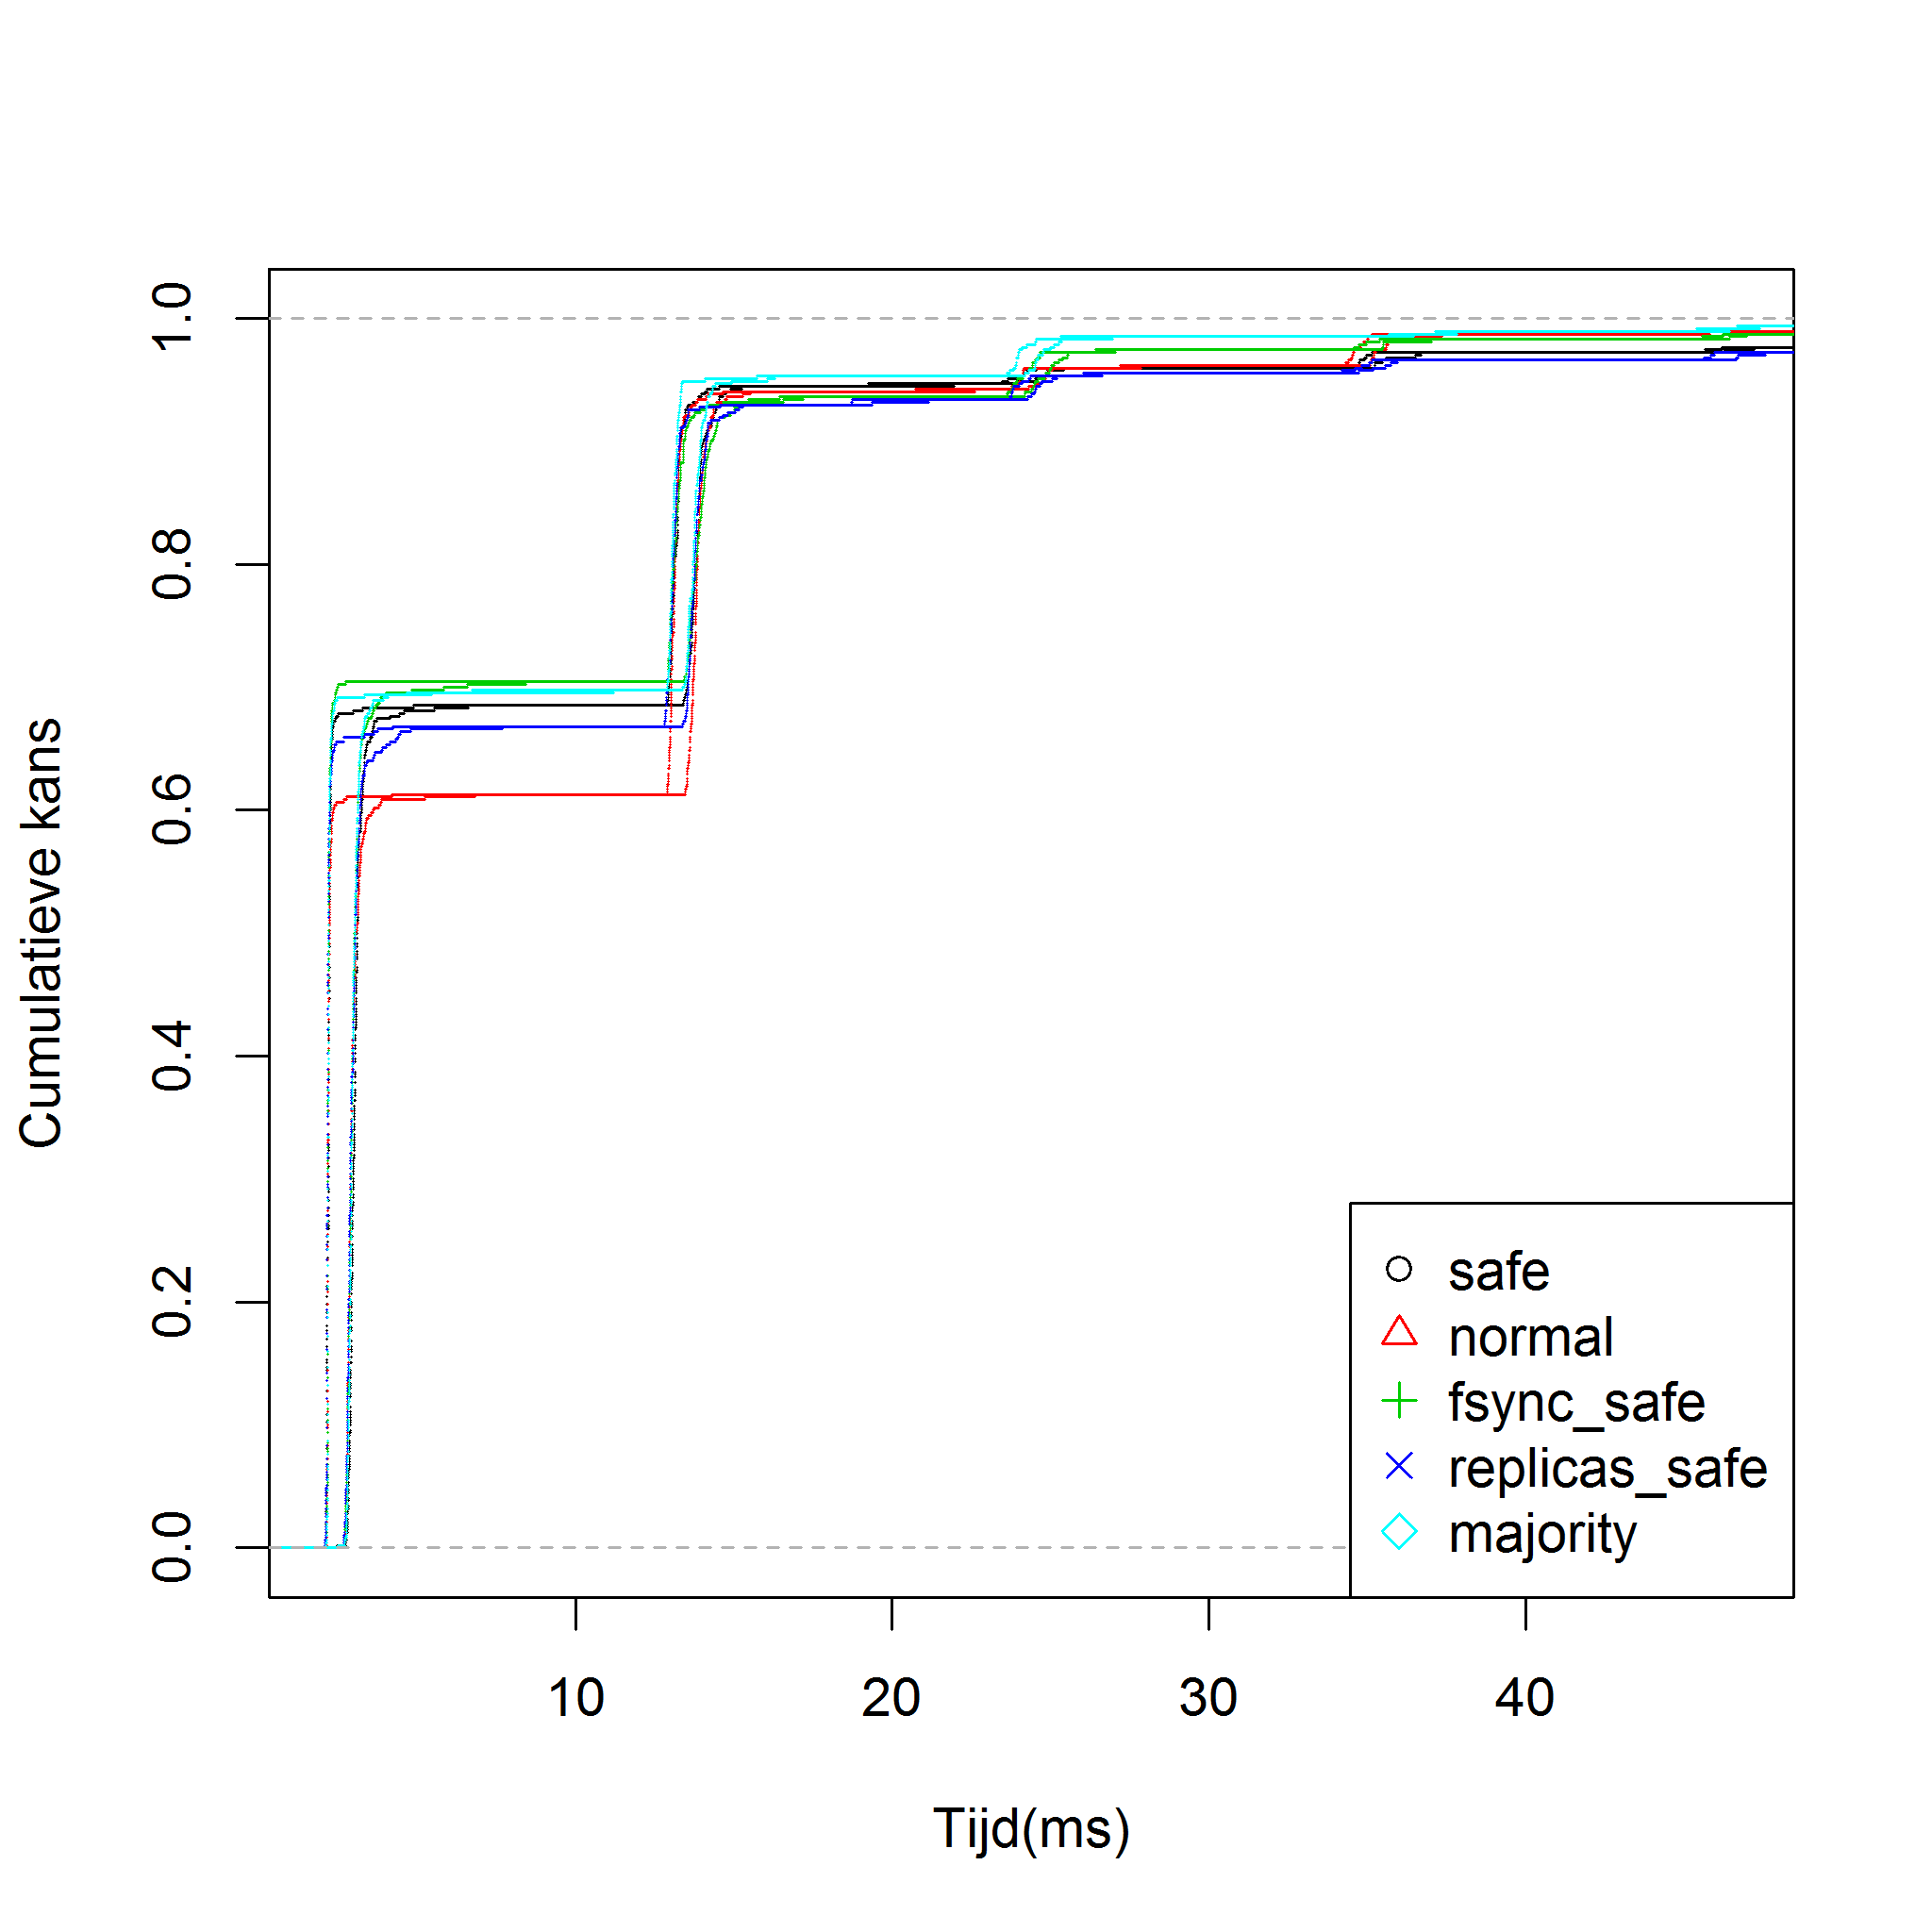 Cumulatieve kans
1.0
0.8
0.6
0.4
0.2
0.0
safe
normal
fsync_safe
replicas_safe
majority
10 20 30 40
Tijd(ms)